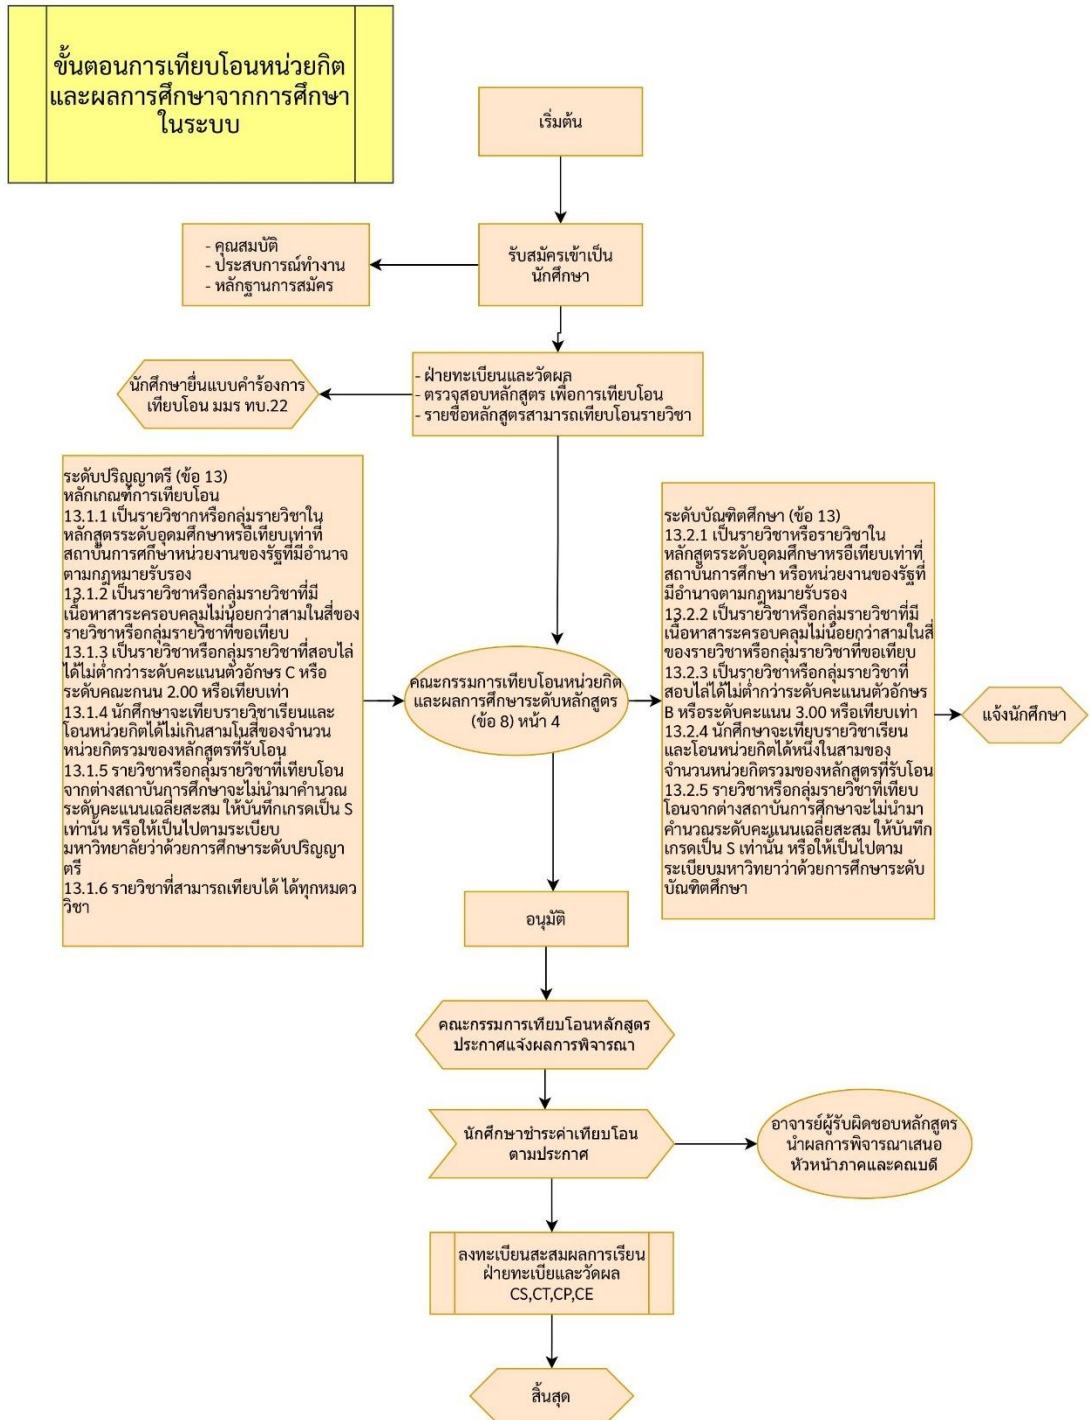 ขั้นตอนการเทียบโอนหน่วยกิต
และผลการศึกษาจากการศึกษา
ในระบบ
เริ่มต้น
รับสมัครเข้าเป็น
นักศึกษา
- คุณสมบัติ
- ประสบการณ์ทำงาน
- หลักฐานการสมัคร
- ฝ่ายทะเบียนและวัดผล
- ตรวจสอบหลักสูตร เพื่อการเทียบโอน
- รายชื่อหลักสูตรสามารถเทียบโอนรายวิชา
นักศึกษายื่นแบบคำร้องการ
เทียบโอน มมร ทบ.22
ระดับปริญญาตรี (ข้อ 13)
หลักเกณฑ์การเทียบโอน
13.1.1 เป็นรายวิชากหรือกลุ่มรายวิชาใน
หลักสูตรระดับอุดมศึกษาหรอืเทียบเท่าที่
สถาบันการศึกษาหน่วยงานของรัฐที่มีอำนาจ
ตามกฎหมายรับรอง
13.1.2 เป็นรายวิชาหรือกลุ่มรายวิชาที่มี
เนื้อหาสาระครอบคลุมไม่น้อยกว่าสามในสี่ของ
รายวิชาหรือกลุ่มรายวิชาที่ขอเทียบ
13.1.3 เป็นรายวิชาหรือกลุ่มรายวิชาที่สอบไล่
ได้ไม่ต่ำกว่าระดับคะแนนตัวอักษร C หรือ
ระดับคณะกนน 2.00 หรือเทียบเท่า
13.1.4 นักศึกษาจะเทียบรายวิชาเรียนและ
โอนหน่วยกิตได้ไม่เกินสามโนสี่ของจำนวน
หน่วยกิตรวมของหลักสูตรที่รับโอน
13.1.5 รายวิชาหรือกลุ่มรายวิชาที่เทียบโอน
จากต่างสถาบันการศึกษาจะไม่นำมาคำนวณ
ระดับคะแนนเฉลี่ยสะสม ให้บันทึกเกรดเป็น S
เท่านั้น หรือให้เป็นไปตามระเบียบ
มหาวิทยาลัยว่าด้วยการศึกษาระดับปริญญา
ตรี
13.1.6 รายวิชาที่สามารถเทียบได้ ได้ทุกหมดว
วิชา
คณะกรรมการเทียบโอนหน่วยกิต
และผลการศึกษาระดับหลักสูตร
(ข้อ 8) หน้า 4
ระดับบัณฑิตศึกษา (ข้อ 13)
13.2.1 เป็นรายวิชาหรือรายวิชาใน
หลักสูตรระดับอุดมศึกษาหรอืเทียบเท่าที่
สถาบันการศึกษา หรือหน่วยงานของรัฐที่
มีอำนาจตามกฎหมายรับรอง
13.2.2 เป็นรายวิชาหรือกลุ่มรายวิชาที่มี
เนื้อหาสาระครอบคลุมไม่น้อยกว่าสามในสี่
ของรายวิชาหรือกลุ่มรายวิชาที่ขอเทียบ
13.2.3 เป็นรายวิชาหรือกลุ่มรายวิชาที่
สอบไล่ได้ไม่ต่ำกว่าระดับคะแนนตัวอักษร
B หรือระดับคะแนน 3.00 หรือเทียบเท่า
13.2.4 นักศึกษาจะเทียบรายวิชาเรียน
และโอนหน่วยกิตได้หนึ่งในสามของ
จำนวนหน่วยกิตรวมของหลักสูตรที่รับโอน
13.2.5 รายวิชาหรือกลุ่มรายวิชาที่เทียบ
โอนจากต่างสถาบันการศึกษาจะไม่นำมา
คำนวณระดับคะแนนเฉลี่ยสะสม ให้บันทึก
เกรดเป็น S เท่านั้น หรือให้เป็นไปตาม
ระเบียบมหาวิทยาว่าด้วยการศึกษาระดับ
บัณฑิตศึกษา
แจ้งนักศึกษา
อนุมัติ
คณะกรรมการเทียบโอนหลักสูตร
ประกาศแจ้งผลการพิจารณา
นักศึกษาชำระค่าเทียบโอน
ตามประกาศ
อาจารย์ผู้รับผิดชอบหลักสูตร
นำผลการพิจารณาเสนอ
หัวหน้าภาคและคณบดี
ลงทะเบียนสะสมผลการเรียน
ฝ่ายทะเบียและวัดผล
CS,CT,CP,CE
สิ้นสุด